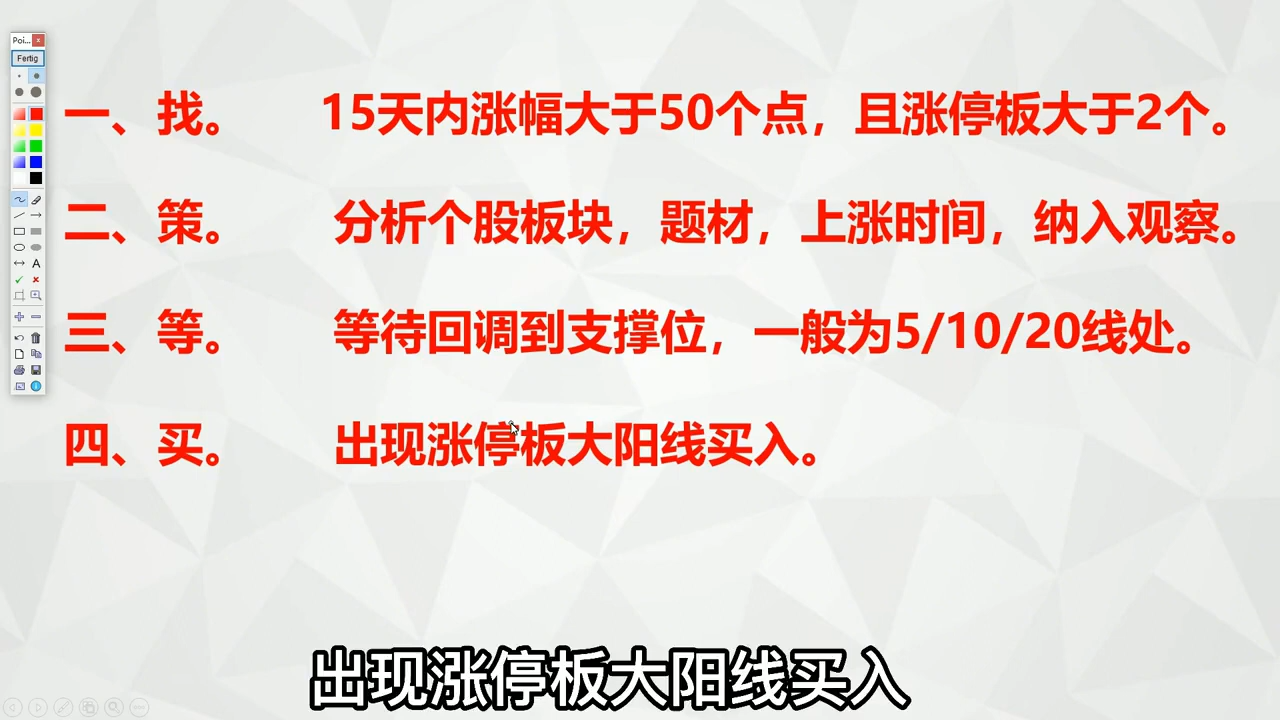 Poi...
Fertig
A
一、找。 15天内涨幅大于50个点，且涨停板大于2个。
二、策。 分析个股板块，题材，上涨时间，纳入观察。
三、等。 等待回调到支撑位，一般为5/10/20线处。
四、买。 出现涨停板大阳线买入。
出现涨停板大阳线买入